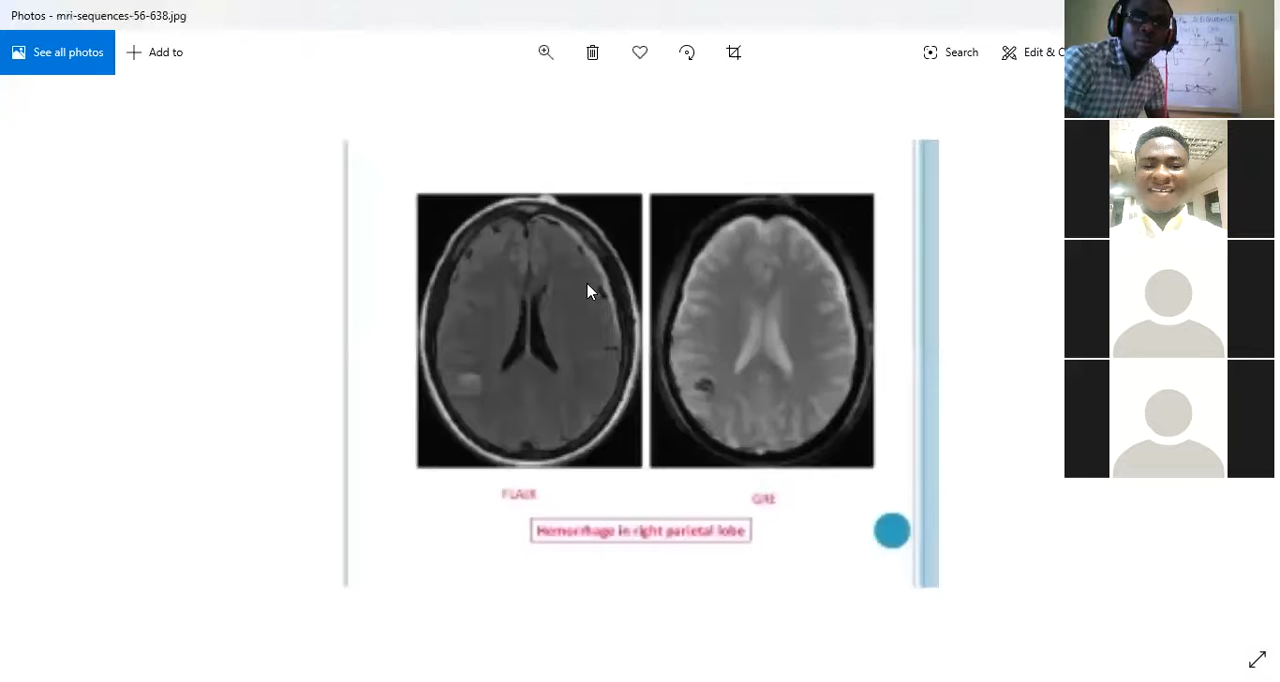 Photos - mri-sequences-56-638.jpg
See all photos
Add to
Search
Edit & C
FLAIR
GRE
Hemorrhage in right parietal lobe